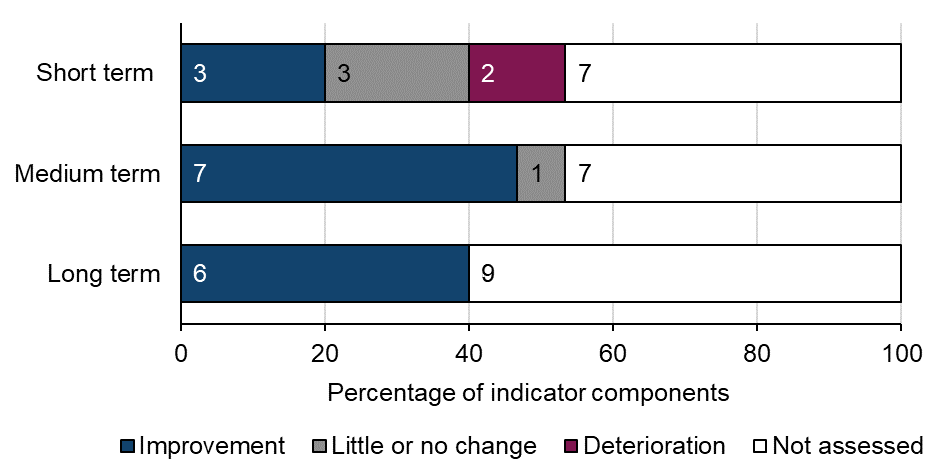 Short term 3 3 2 7
Medium term 7 1 7
Long term 6 9
0 20 40 60 80 100
Percentage of indicator components
Improvement Little or no change Deterioration Not assessed